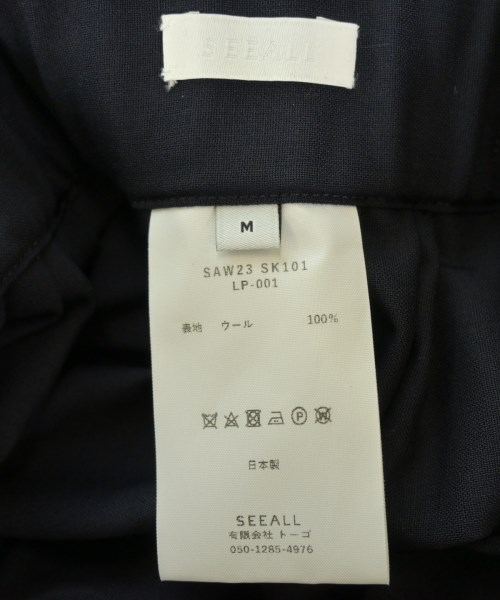 SEEALL
M
SAW23 SK101
LP-001
表地 ウール 100%
日本製
SEEALL
有限会社 トーゴ
050-1285-4976